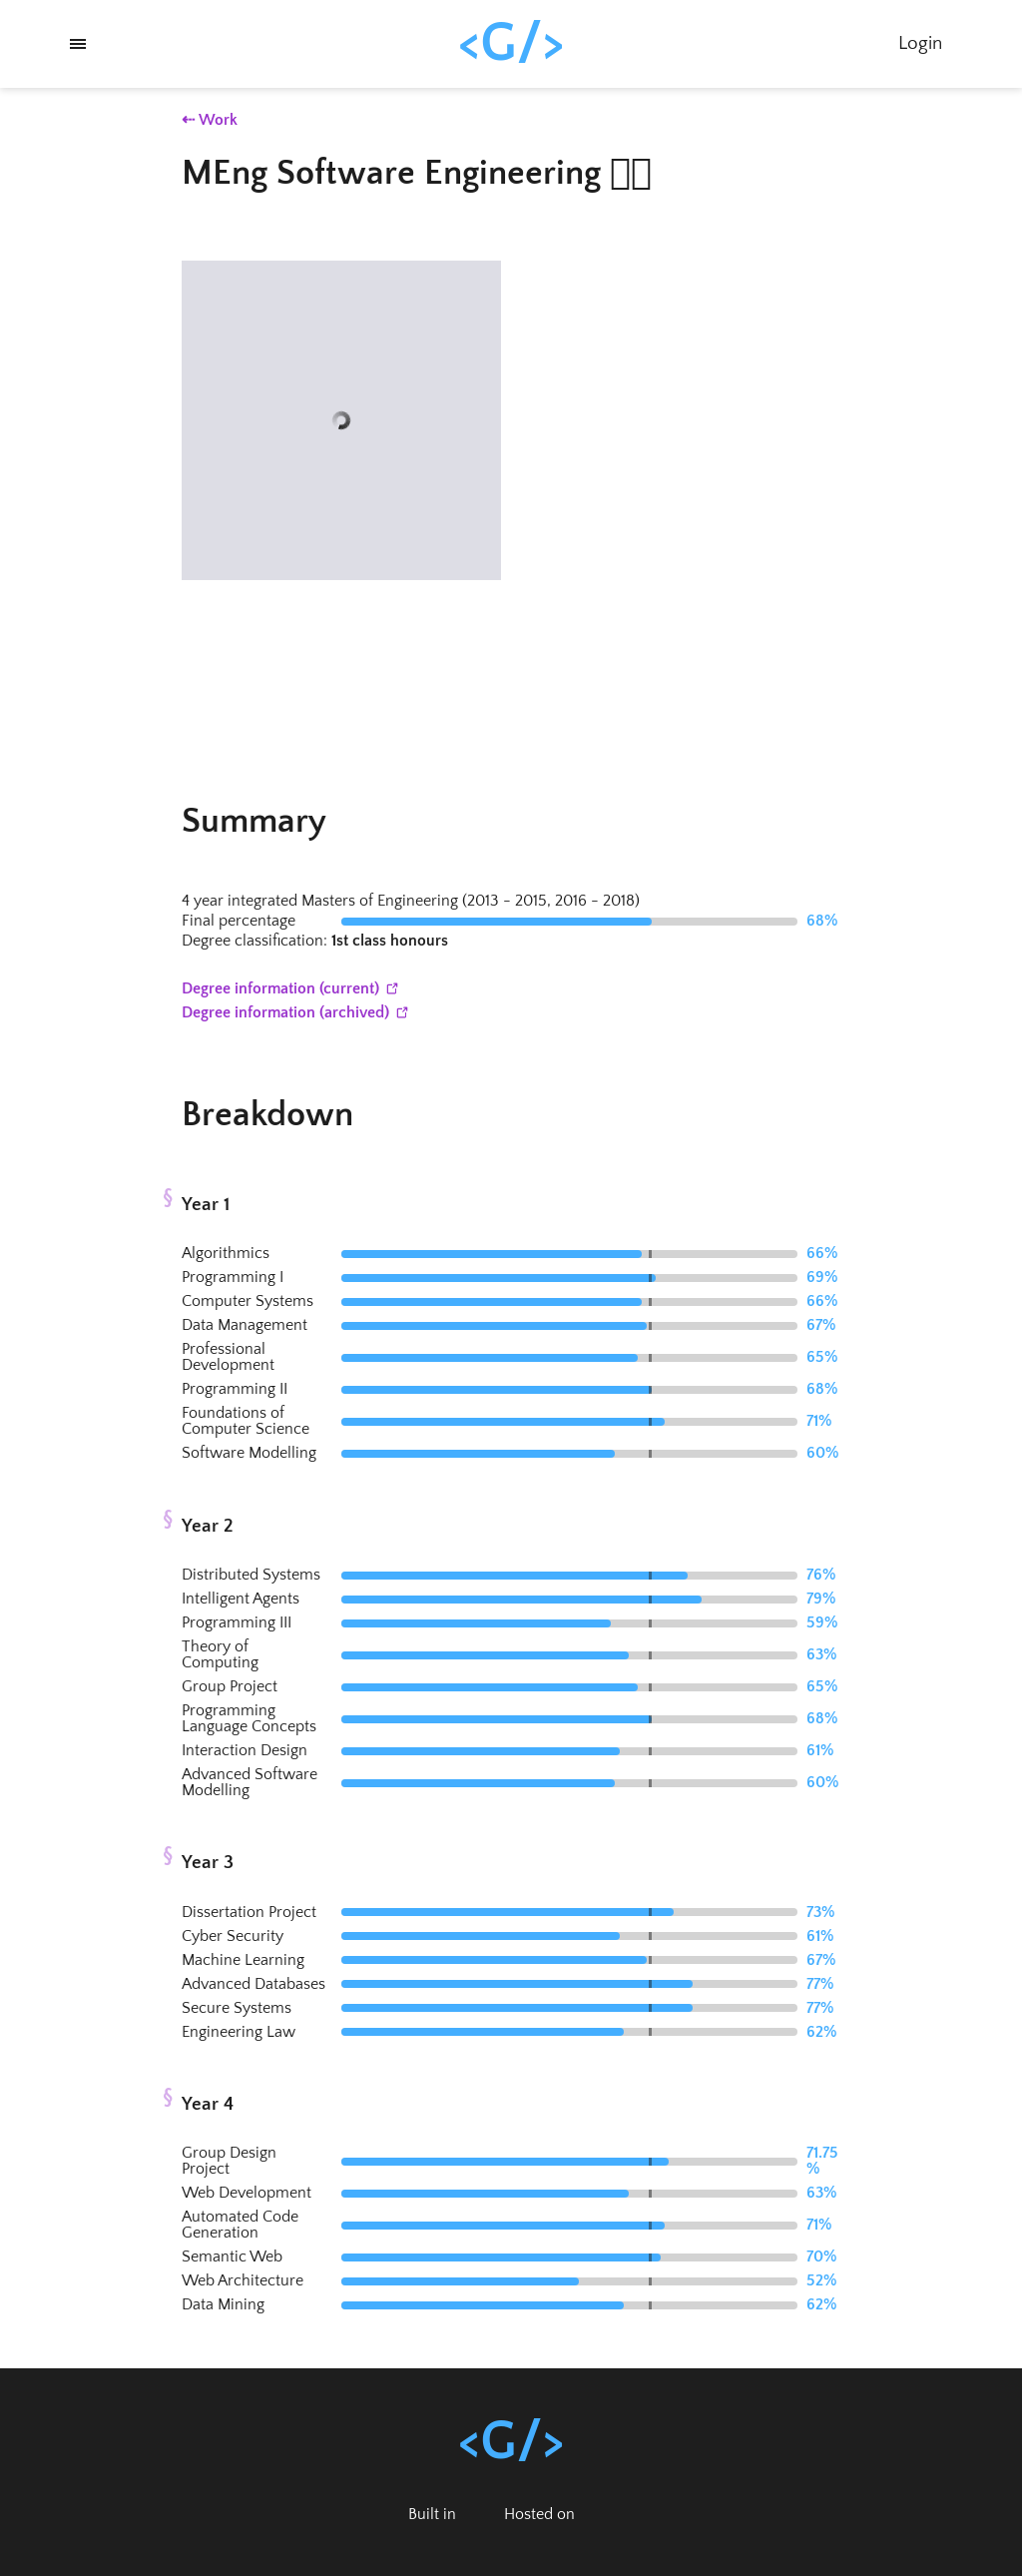 <G/>
Login
⇠ Work
MEng Software Engineering
Summary
4 year integrated Masters of Engineering (2013 - 2015, 2016 - 2018)
Final percentage 68%
Degree classification: 1st class honours
Degree information (current)
Degree information (archived)
Breakdown
§ Year 1
Algorithmics 66%
Programming I 69%
Computer Systems 66%
Data Management 67%
Professional
Development 65%
Programming II 68%
Foundations of
Computer Science 71%
Software Modelling 60%
§ Year 2
Distributed Systems 76%
Intelligent Agents 79%
Programming III 59%
Theory of
Computing 63%
Group Project 65%
Programming
Language Concepts 68%
Interaction Design 61%
Advanced Software
Modelling 60%
§ Year 3
Dissertation Project 73%
Cyber Security 61%
Machine Learning 67%
Advanced Databases 77%
Secure Systems 77%
Engineering Law 62%
§ Year 4
Group Design 71.75
Project %
Web Development 63%
Automated Code
Generation 71%
Semantic Web 70%
Web Architecture 52%
Data Mining 62%
<G/>
Built in Hosted on